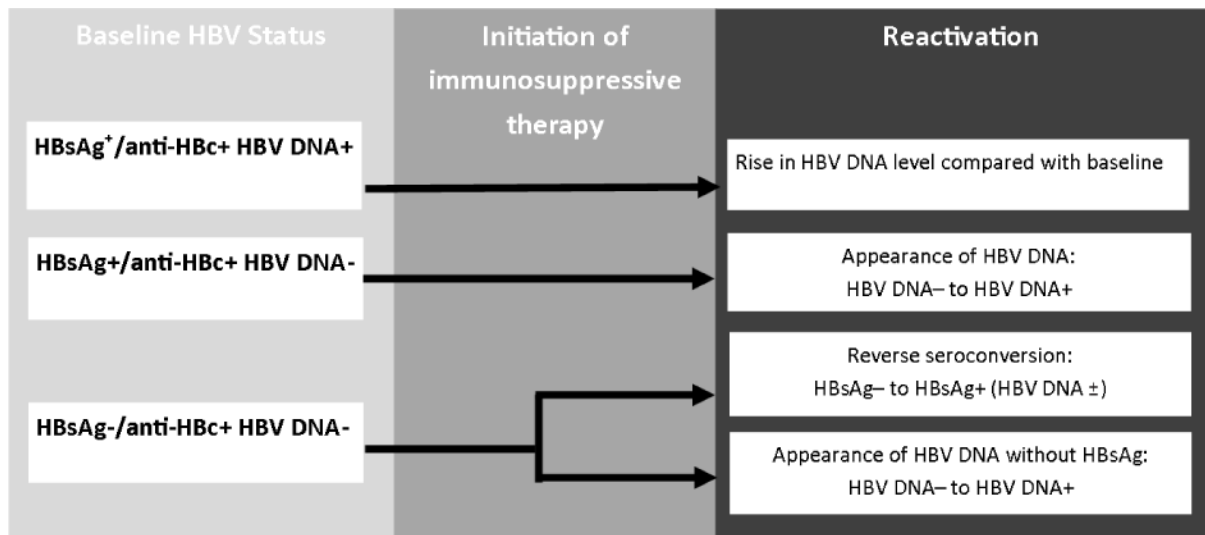 Baseline HBV Status
Initiation of
immunosuppressive
therapy
Reactivation
HBsAg⁺/anti-HBc+ HBV DNA+
Rise in HBV DNA level compared with baseline
HBsAg+/anti-HBc+ HBV DNA-
Appearance of HBV DNA:
HBV DNA– to HBV DNA+
HBsAg-/anti-HBc+ HBV DNA-
Reverse seroconversion:
HBsAg– to HBsAg+ (HBV DNA ±)
Appearance of HBV DNA without HBsAg:
HBV DNA– to HBV DNA+